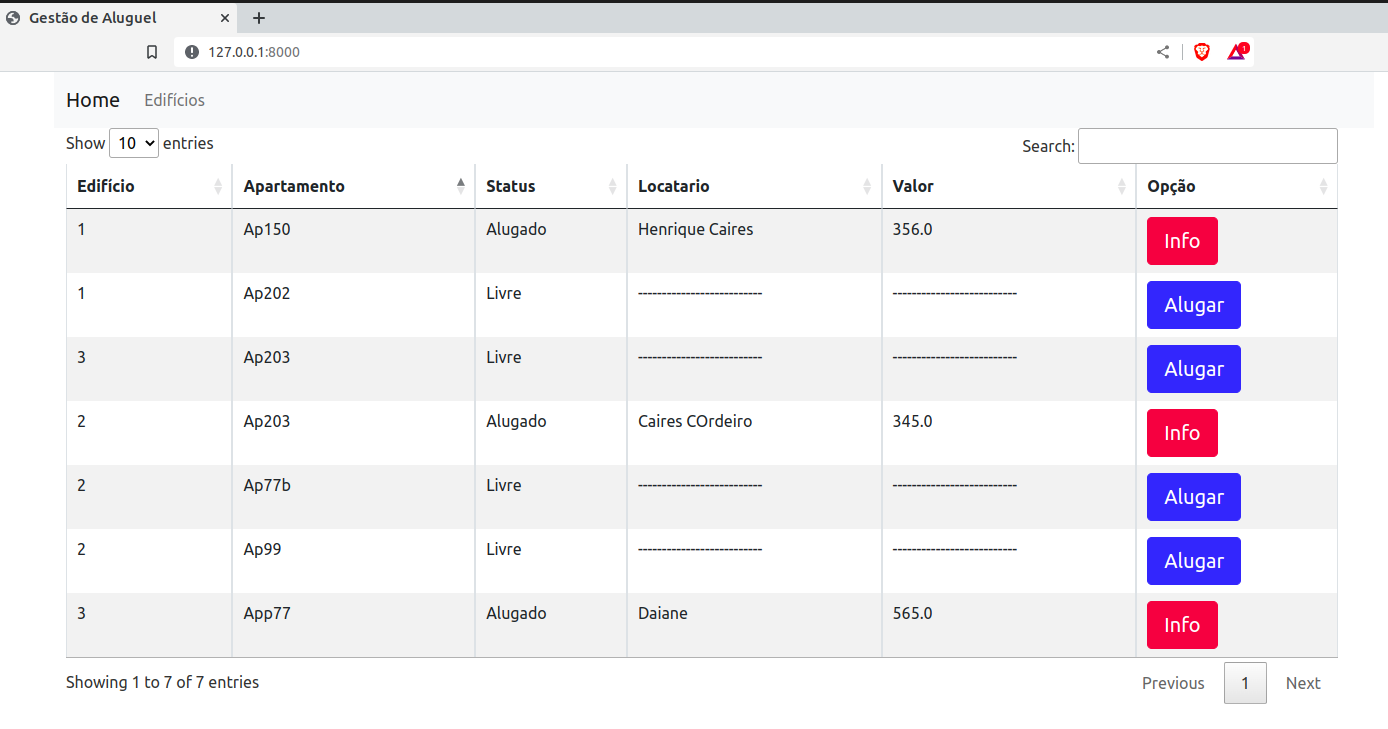 Gestão de Aluguel
127.0.0.1:8000
1
Home Edifícios
Show 10 entries Search:
Edifício Apartamento Status Locatario Valor Opção
1 Ap150 Alugado Henrique Caires 356.0 Info
1 Ap202 Livre -------------------------- -------------------------- Alugar
3 Ap203 Livre -------------------------- -------------------------- Alugar
2 Ap203 Alugado Caires COrdeiro 345.0 Info
2 Ap77b Livre -------------------------- -------------------------- Alugar
2 Ap99 Livre -------------------------- -------------------------- Alugar
3 App77 Alugado Daiane 565.0 Info
Showing 1 to 7 of 7 entries Previous 1 Next